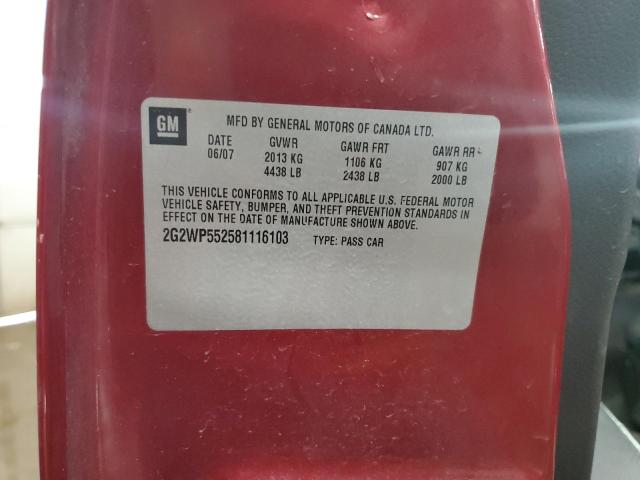 GM
MFD BY GENERAL MOTORS OF CANADA LTD.
DATE GVWR GAWR FRT GAWR RR
06/07 2013 KG 1106 KG 907 KG
4438 LB 2438 LB 2000 LB
THIS VEHICLE CONFORMS TO ALL APPLICABLE U.S. FEDERAL MOTOR
VEHICLE SAFETY, BUMPER, AND THEFT PREVENTION STANDARDS IN
EFFECT ON THE DATE OF MANUFACTURE SHOWN ABOVE.
2G2WP552581116103 TYPE: PASS CAR